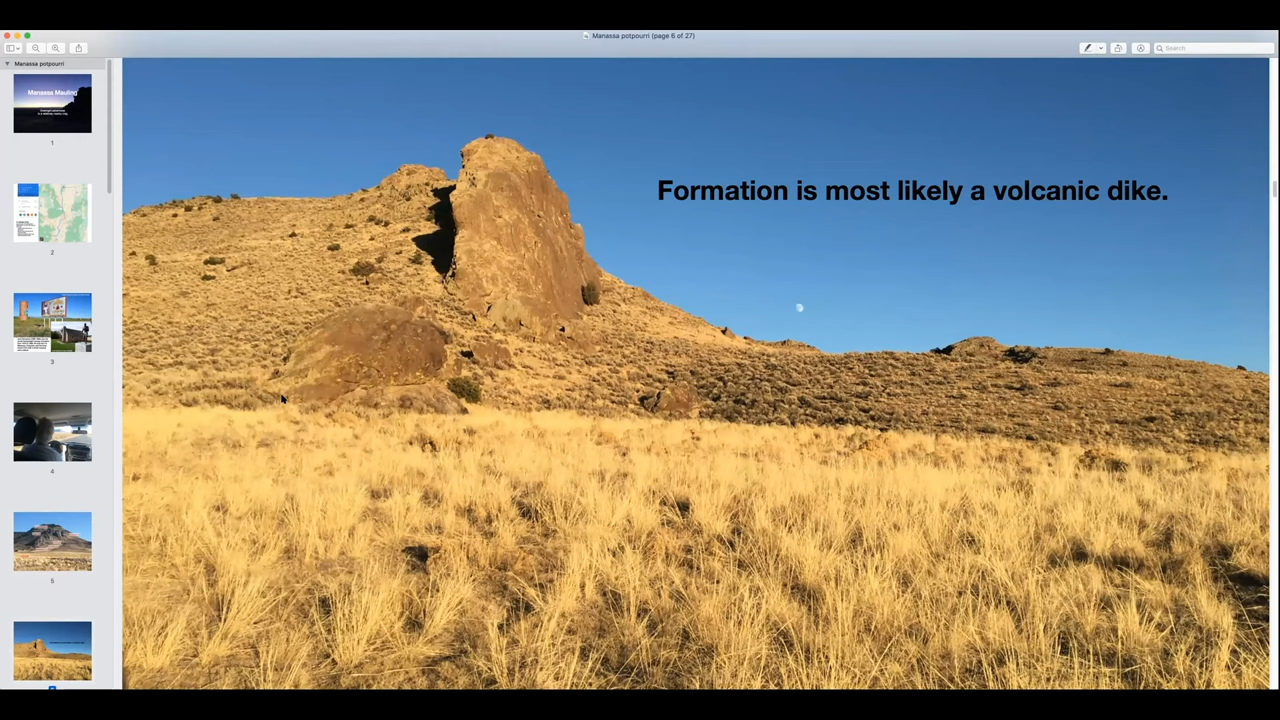 Manassa potpourri (page 6 of 27)
Search
Manassa potpourri
Manassa Mauling
1
2
3
4
5
Formation is most likely a volcanic dike.